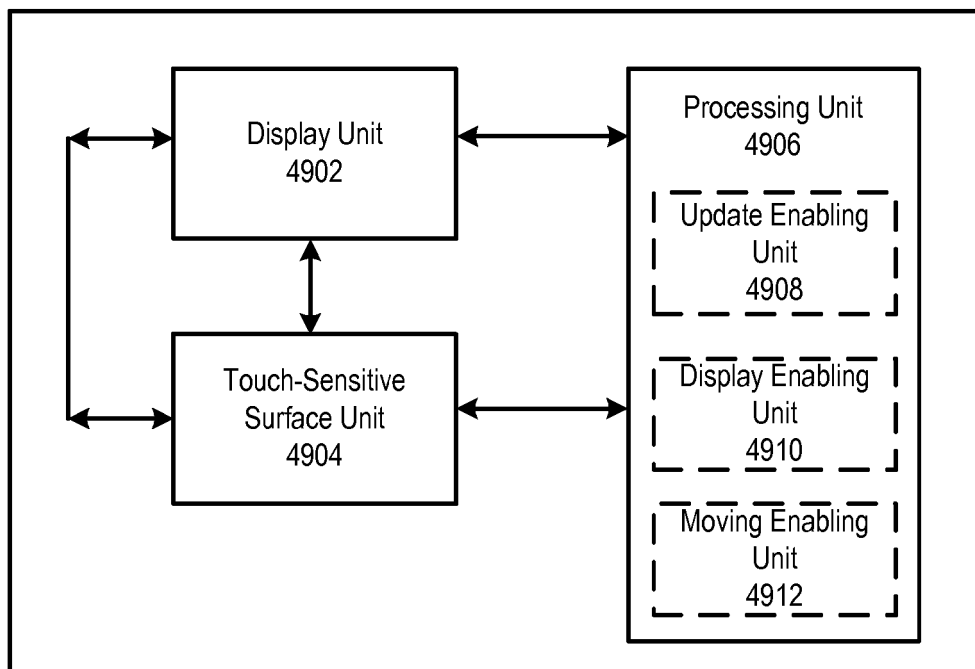 Display Unit
4902
Touch-Sensitive
Surface Unit
4904
Processing Unit
4906
Update Enabling
Unit
4908
Display Enabling
Unit
4910
Moving Enabling
Unit
4912